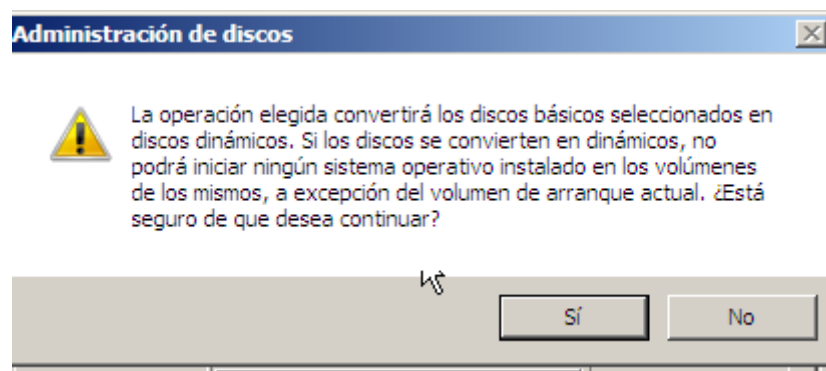 Administración de discos
La operación elegida convertirá los discos básicos seleccionados en
discos dinámicos. Si los discos se convierten en dinámicos, no
podrá iniciar ningún sistema operativo instalado en los volúmenes
de los mismos, a excepción del volumen de arranque actual. ¿Está
seguro de que desea continuar?
Sí
No